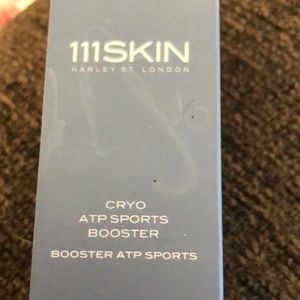 111SKIN
HARLEY ST. LONDON
CRYO
ATP SPORTS
BOOSTER
BOOSTER ATP SPORTS